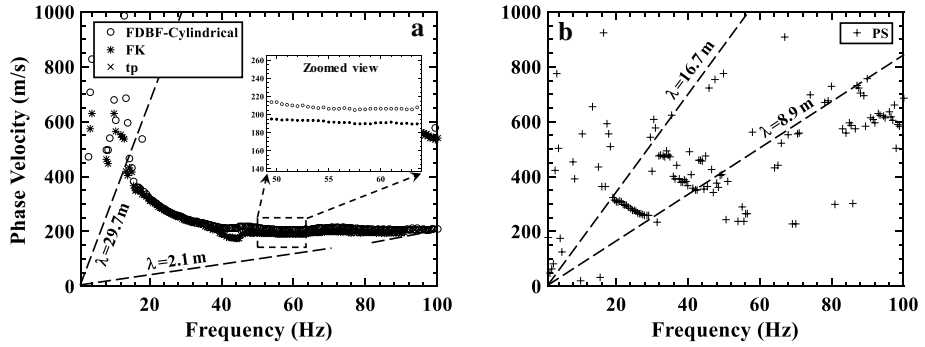 a
FDBF-Cylindrical
FK
tp
Zoomed view
260
240
220
200
180
160
140
50
55
60
λ=29.7m
λ=2.1 m
1000
800
600
400
200
0
20
40
60
80
100
Phase Velocity (m/s)
Frequency (Hz)
b
PS
λ=16.7 m
λ=8.9 m
1000
800
600
400
200
0
20
40
60
80
100
Frequency (Hz)